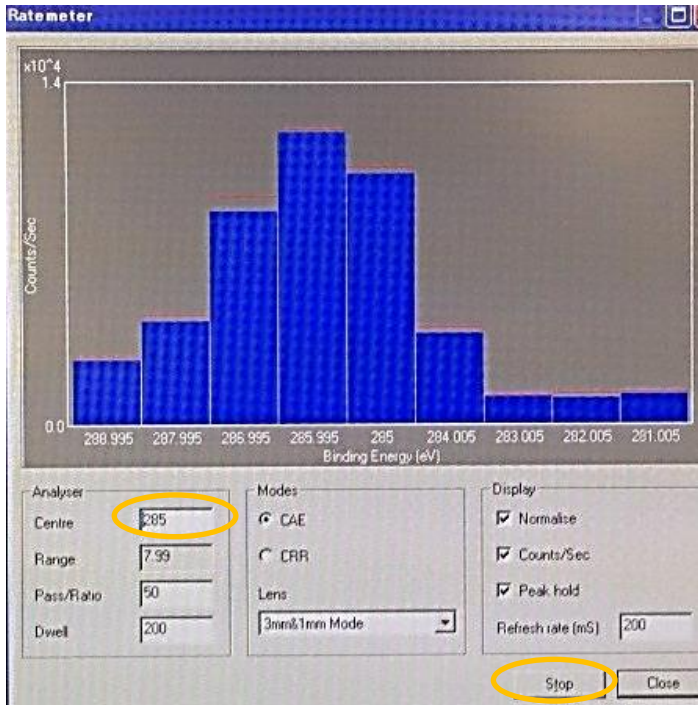 Ratemeter
x10^4
1.4
Counts/Sec
0.0
288.995 287.995 286.995 285.995 285 284.005 283.005 282.005 281.005
Binding Energy (eV)
Analyser
Centre 285
Range 7.99
Pass/Ratio 50
Dwell 200
Modes
CAE
CRR
Lens
3mm&1mm Mode
Display
Normalise
Counts/Sec
Peak hold
Refresh rate (mS) 200
Stop Close